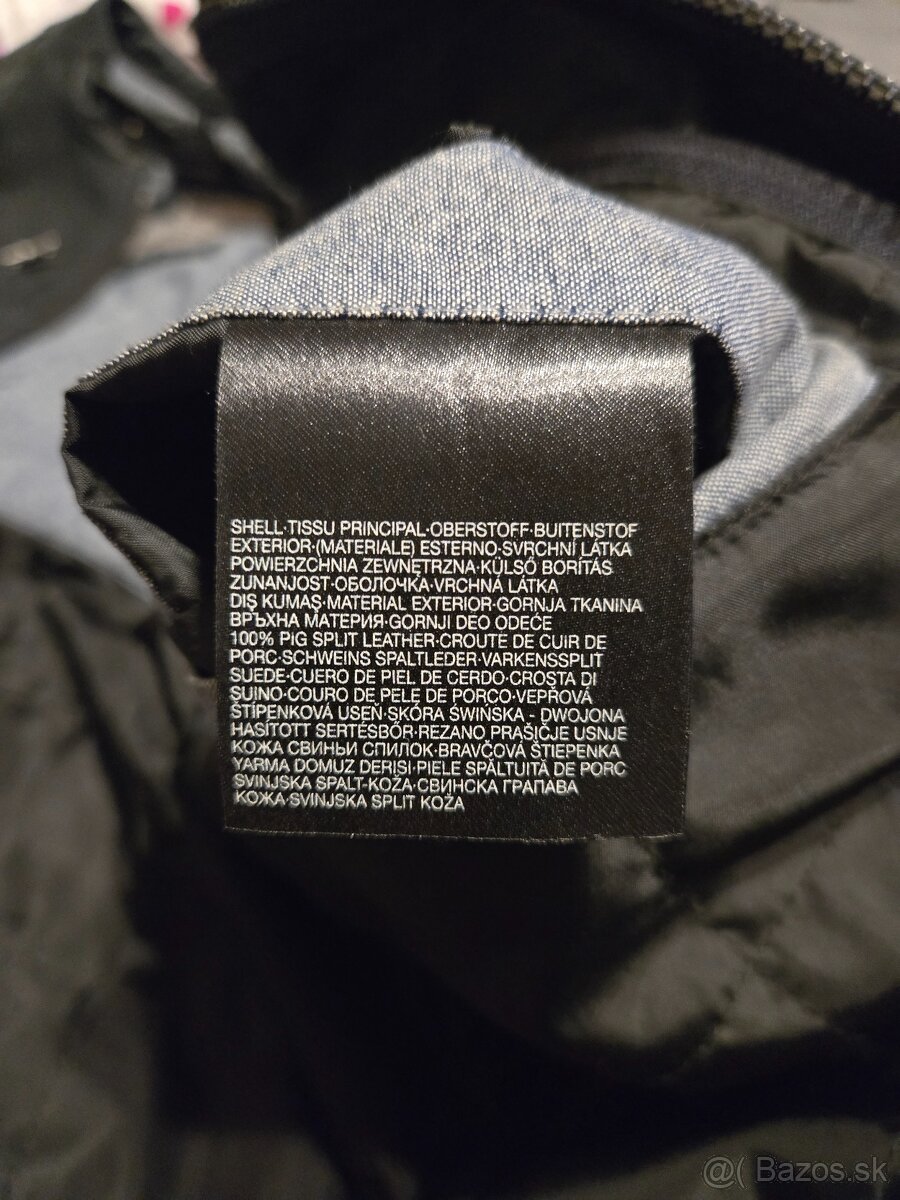 SHELL·TISSU PRINCIPAL·OBERSTOFF·BUITENSTOF
EXTERIOR·(MATERIALE) ESTERNO·SVRCHNÍ LÁTKA
POWIERZCHNIA ZEWNĘTRZNA·KÜLSŐ BORÍTÁS
ZUNANJOST·ОБОЛОЧКА·VRCHNÁ LÁTKA
DIŞ KUMAŞ·MATERIAL EXTERIOR·GORNJA TKANINA
ВРЪХНА МАТЕРИЯ·GORNJI DEO ODEĆE
100% PIG SPLIT LEATHER·CROUTE DE CUIR DE
PORC·SCHWEINS SPALTLEDER·VARKENSSPLIT
SUEDE·CUERO DE PIEL DE CERDO·CROSTA DI
SUINO·COURO DE PELE DE PORCO·VEPŘOVÁ
ŠTÍPENKOVÁ USEŇ·SKÓRA ŚWIŃSKA - DWOJONA
HASÍTOTT SERTÉSBŐR·REZANO PRAŠIČJE USNJE
КОЖА СВИНЬИ СПИЛОК·BRAVČOVÁ ŠTIEPENKA
YARMA DOMUZ DERISI·PIELE ȘPĂLTUITĂ DE PORC
SVINJSKA SPALT-KOŽA·СВИНСКА ГРАПАВА
КОЖА·SVINJSKA SPLIT KOŽA
@( Bazos.sk